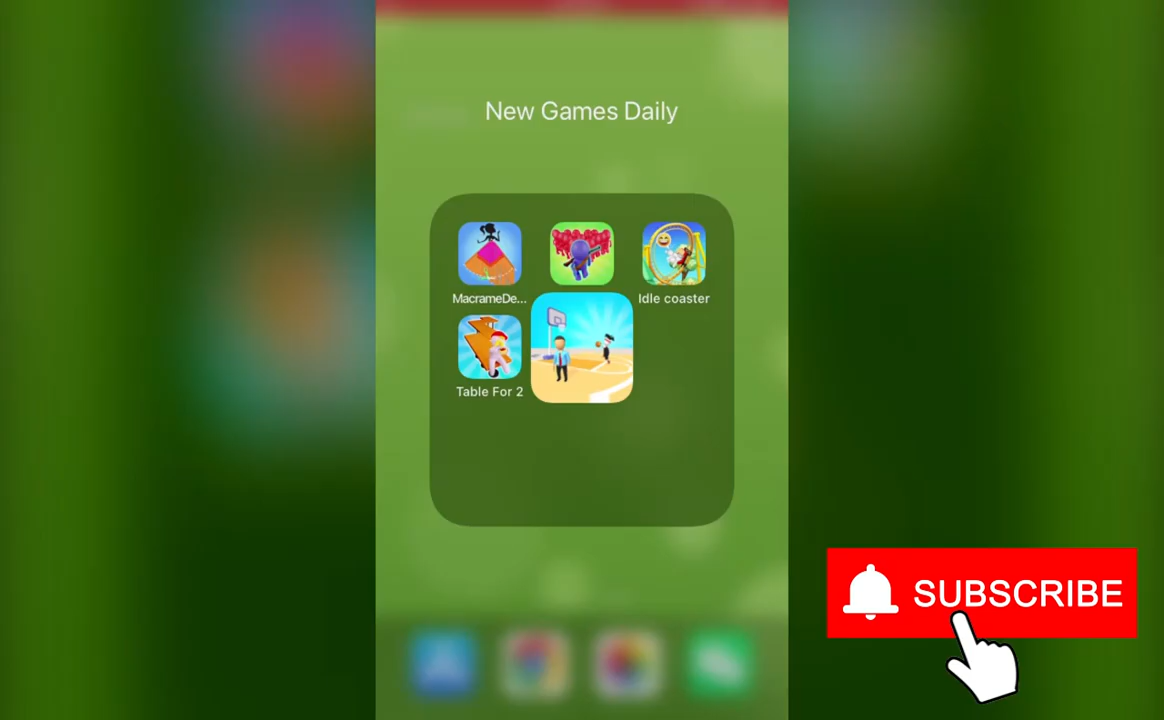 New Games Daily
MacrameDe...
Idle coaster
Table For 2
SUBSCRIBE